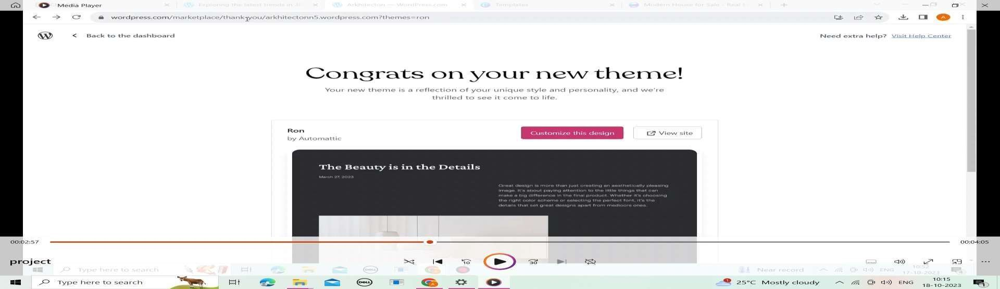 Media Player
Exploring the latest trends in
Arkhitecton — WordPress.com
Templates
Modern House for Sale - Real
wordpress.com/marketplace/thank-you/arkhitectonn5.wordpress.com?themes=ron
A
Back to the dashboard
Need extra help? Visit Help Center
Congrats on your new theme!
Your new theme is a reflection of your unique style and personality, and we're
thrilled to see it come to life.
Ron
by Automattic
Customize this design
View site
The Beauty is in the Details
March 27, 2023
Great design is more than just creating an aesthetically pleasing
image. It's about paying attention to the little things that can
make a big difference in the final product. Whether it's choosing
the right color scheme or selecting the perfect font, it's the
details that set great designs apart from mediocre ones.
00:02:57
00:04:05
project
10
30
Type here to search
DELL
Near record
ENG
10:52
17-10-2023
4
Type here to search
DELL
1
25°C Mostly cloudy
ENG
10:15
18-10-2023